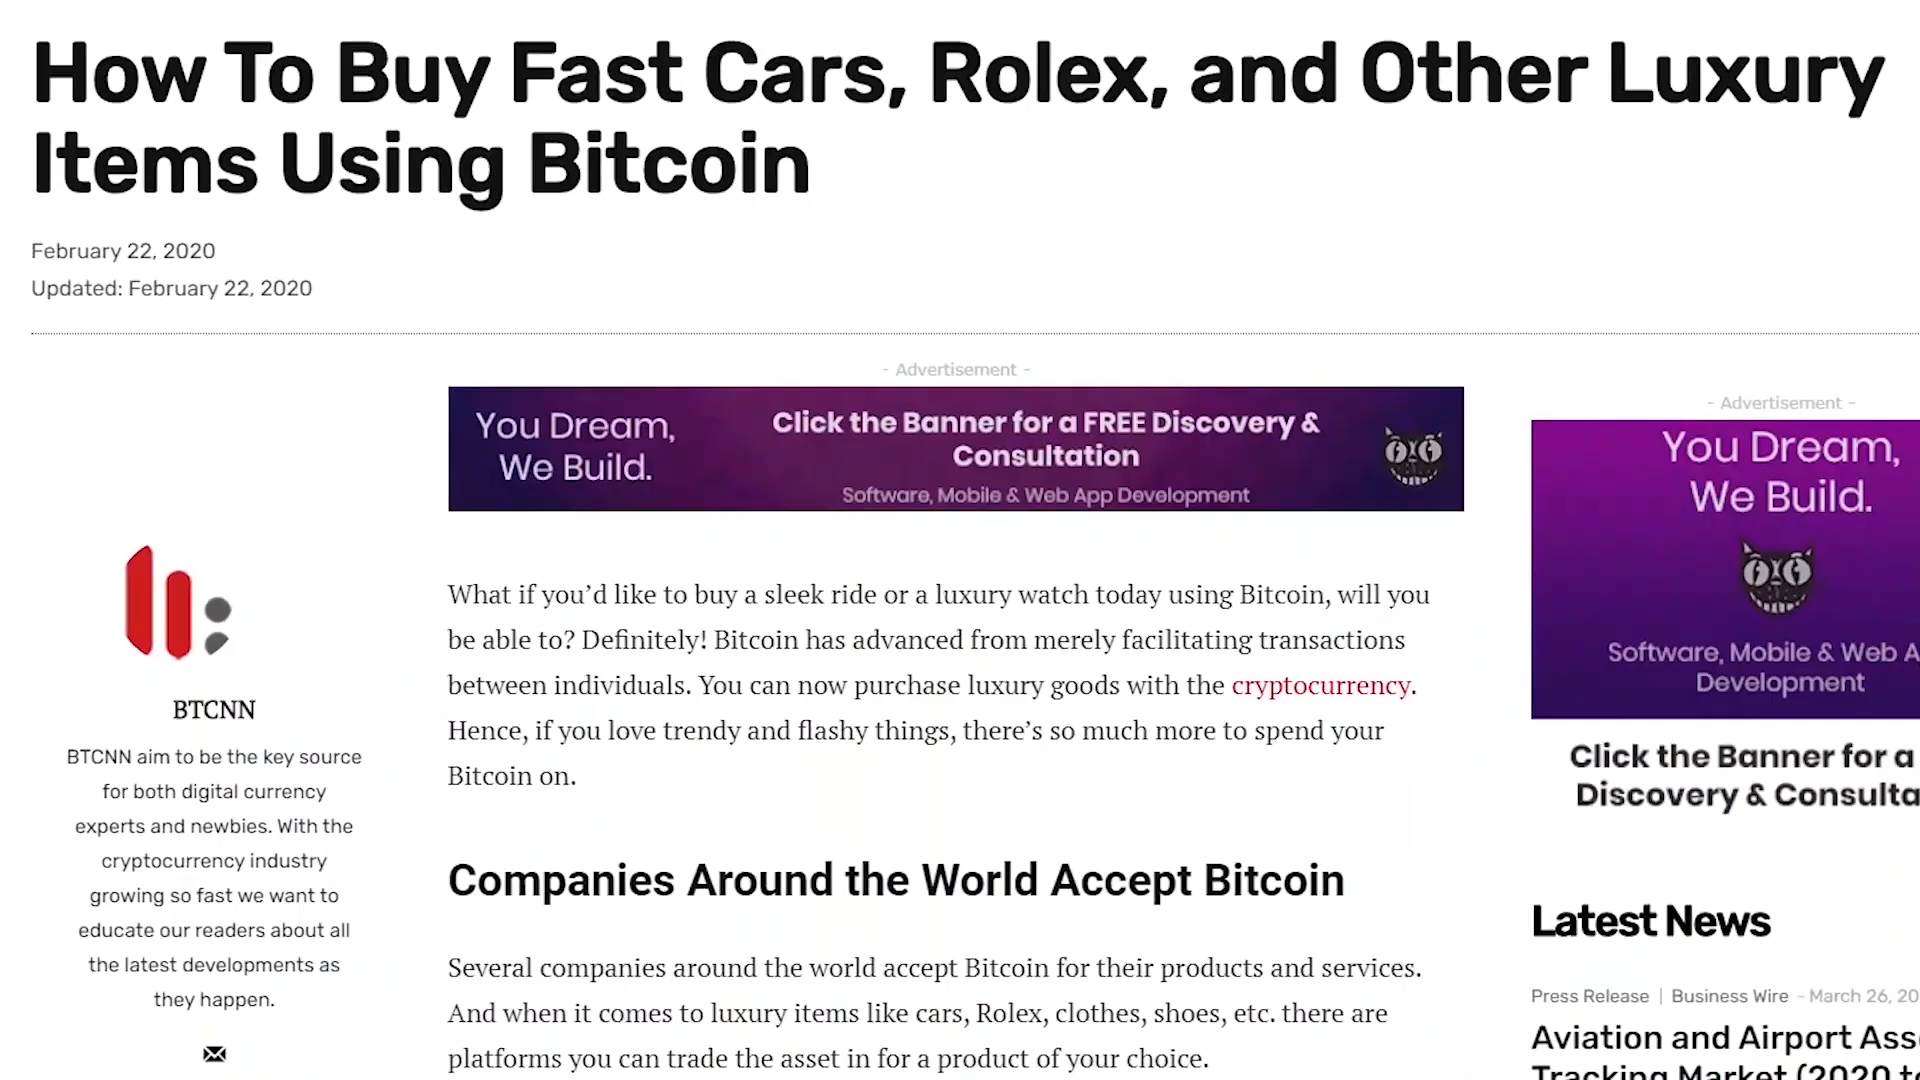 How To Buy Fast Cars, Rolex, and Other Luxury
Items Using Bitcoin
February 22, 2020
Updated: February 22, 2020
- Advertisement -
You Dream,
We Build.
Click the Banner for a FREE Discovery &
Consultation
Software, Mobile & Web App Development
BTCNN
BTCNN aim to be the key source
for both digital currency
experts and newbies. With the
cryptocurrency industry
growing so fast we want to
educate our readers about all
the latest developments as
they happen.
What if you’d like to buy a sleek ride or a luxury watch today using Bitcoin, will you
be able to? Definitely! Bitcoin has advanced from merely facilitating transactions
between individuals. You can now purchase luxury goods with the cryptocurrency.
Hence, if you love trendy and flashy things, there’s so much more to spend your
Bitcoin on.
Companies Around the World Accept Bitcoin
Several companies around the world accept Bitcoin for their products and services.
And when it comes to luxury items like cars, Rolex, clothes, shoes, etc. there are
platforms you can trade the asset in for a product of your choice.
- Advertisement -
You Dream,
We Build.
Software, Mobile & Web A
Development
Click the Banner for a
Discovery & Consulta
Latest News
Press Release | Business Wire - March 26, 20
Aviation and Airport Ass
Tracking Market (2020 to